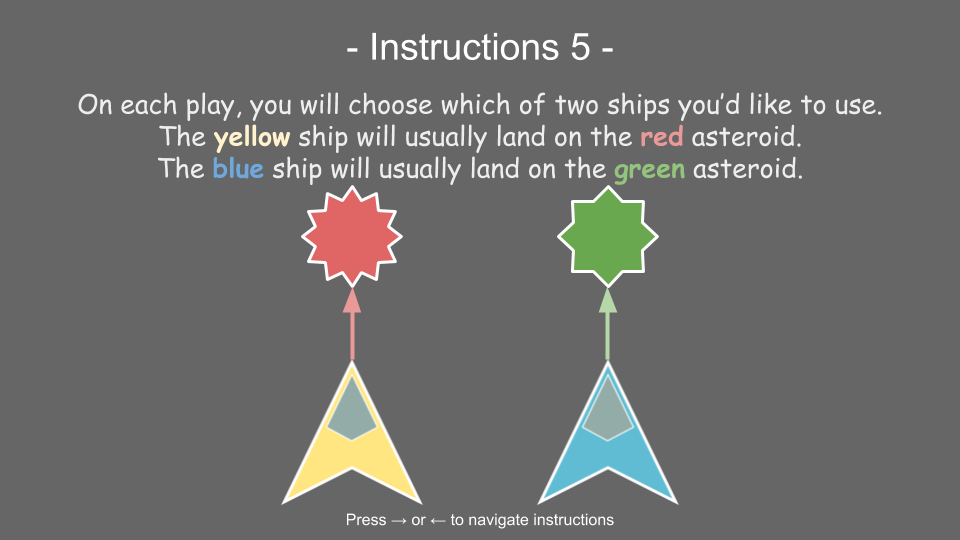 - Instructions 5 -
On each play, you will choose which of two ships you'd like to use.
The yellow ship will usually land on the red asteroid.
The blue ship will usually land on the green asteroid.
Press → or ← to navigate instructions